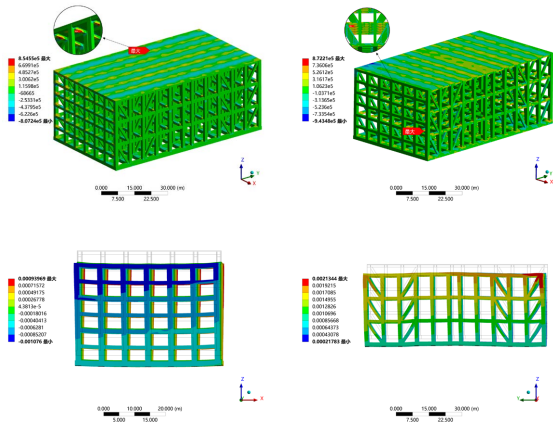 最大
8.5455e5 最大
6.6991e5
4.8527e5
3.0062e5
1.1598e5
-68665
-2.5331e5
-4.3795e5
-6.226e5
-8.0724e5 最小
Z
Y
X
0.000 15.000 30.000 (m)
7.500 22.500
8.7221e5 最大
7.3606e5
5.2612e5
3.1617e5
1.0623e5
-1.0371e5
-3.1365e5
-5.236e5
-7.3354e5
-9.4348e5 最小
最大
Z
Y
X
0.000 15.000 30.000 (m)
7.500 22.500
0.00093969 最大
0.00071572
0.00049175
0.00026778
4.3813e-5
-0.00018016
-0.00040413
-0.0006281
-0.00085207
-0.001076 最小
Z
X
0.000 10.000 20.000 (m)
5.000 15.000
0.0021344 最大
0.0019215
0.0017085
0.0014955
0.0012826
0.0010696
0.00085668
0.00064373
0.00043078
0.00021783 最小
Z
Y
0.000 15.000 30.000 (m)
7.500 22.500